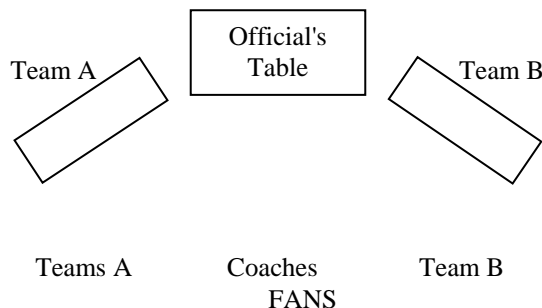 Official's
Table
Team A
Team B
Teams A Coaches Team B
FANS